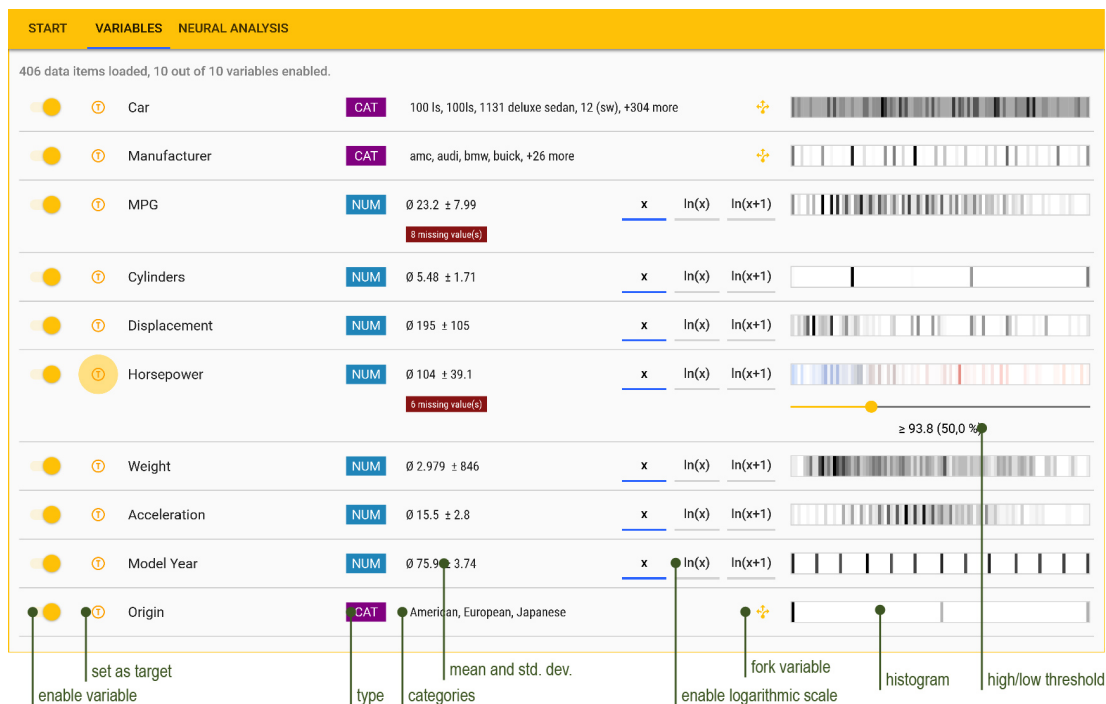 START VARIABLES NEURAL ANALYSIS
406 data items loaded, 10 out of 10 variables enabled.
T Car CAT 100 ls, 100ls, 1131 deluxe sedan, 12 (sw), +304 more
T Manufacturer CAT amc, audi, bmw, buick, +26 more
T MPG NUM Ø 23.2 ± 7.99 x ln(x) ln(x+1)
8 missing value(s)
T Cylinders NUM Ø 5.48 ± 1.71 x ln(x) ln(x+1)
T Displacement NUM Ø 195 ± 105 x ln(x) ln(x+1)
T Horsepower NUM Ø 104 ± 39.1 x ln(x) ln(x+1)
6 missing value(s)
≥ 93.8 (50,0 %)
T Weight NUM Ø 2.979 ± 846 x ln(x) ln(x+1)
T Acceleration NUM Ø 15.5 ± 2.8 x ln(x) ln(x+1)
T Model Year NUM Ø 75.9 ± 3.74 x ln(x) ln(x+1)
T Origin CAT American, European, Japanese
set as target mean and std. dev. fork variable histogram high/low threshold
enable variable type categories enable logarithmic scale